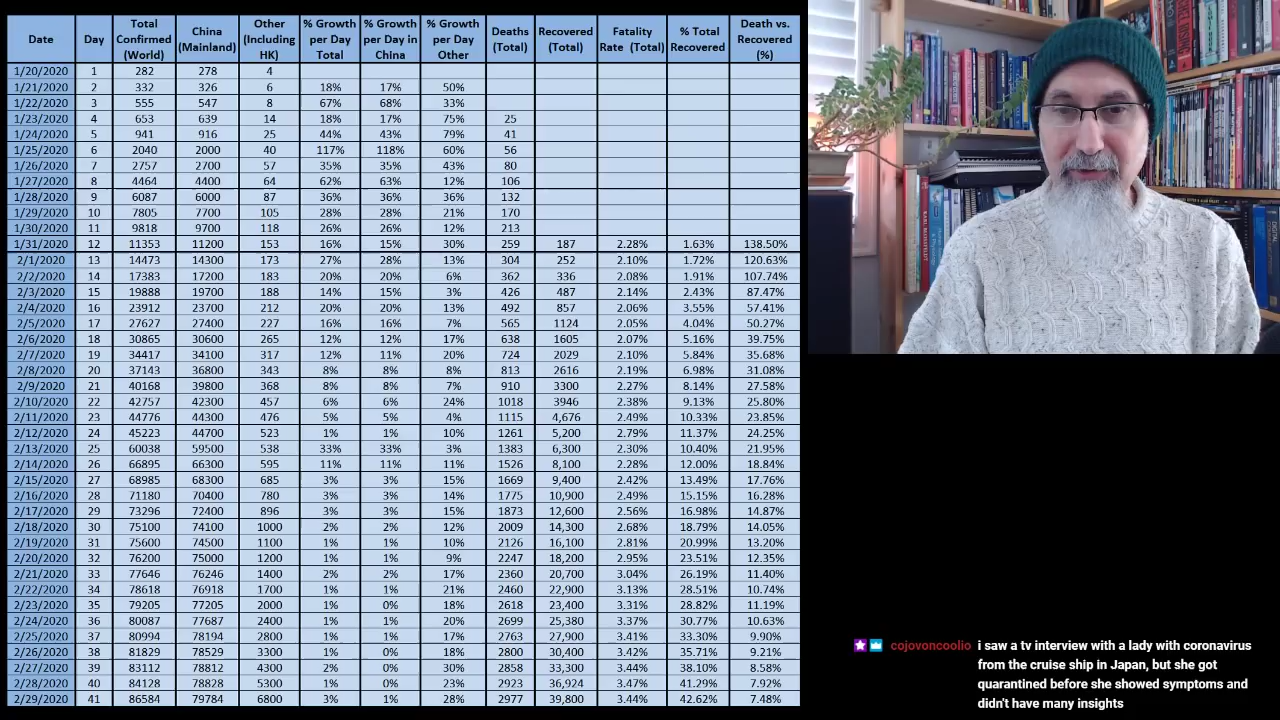 Date Day Total Confirmed (World) China (Mainland) Other (Including HK) % Growth per Day Total % Growth per Day in China % Growth per Day Other Deaths (Total) Recovered (Total) Fatality Rate (Total) % Total Recovered Death vs. Recovered (%)
1/20/2020 1 282 278 4
1/21/2020 2 332 326 6 18% 17% 50%
1/22/2020 3 555 547 8 67% 68% 33%
1/23/2020 4 653 639 14 18% 17% 75% 25
1/24/2020 5 941 916 25 44% 43% 79% 41
1/25/2020 6 2040 2000 40 117% 118% 60% 56
1/26/2020 7 2757 2700 57 35% 35% 43% 80
1/27/2020 8 4464 4400 64 62% 63% 12% 106
1/28/2020 9 6087 6000 87 36% 36% 36% 132
1/29/2020 10 7805 7700 105 28% 28% 21% 170
1/30/2020 11 9818 9700 118 26% 26% 12% 213
1/31/2020 12 11353 11200 153 16% 15% 30% 259 187 2.28% 1.63% 138.50%
2/1/2020 13 14473 14300 173 27% 28% 13% 304 252 2.10% 1.72% 120.63%
2/2/2020 14 17383 17200 183 20% 20% 6% 362 336 2.08% 1.91% 107.74%
2/3/2020 15 19888 19700 188 14% 15% 3% 426 487 2.14% 2.43% 87.47%
2/4/2020 16 23912 23700 212 20% 20% 13% 492 857 2.06% 3.55% 57.41%
2/5/2020 17 27627 27400 227 16% 16% 7% 565 1124 2.05% 4.04% 50.27%
2/6/2020 18 30865 30600 265 12% 12% 17% 638 1605 2.07% 5.16% 39.75%
2/7/2020 19 34417 34100 317 12% 11% 20% 724 2029 2.10% 5.84% 35.68%
2/8/2020 20 37143 36800 343 8% 8% 8% 813 2616 2.19% 6.98% 31.08%
2/9/2020 21 40168 39800 368 8% 8% 7% 910 3300 2.27% 8.14% 27.58%
2/10/2020 22 42757 42300 457 6% 6% 24% 1018 3946 2.38% 9.13% 25.80%
2/11/2020 23 44776 44300 476 5% 5% 4% 1115 4,676 2.49% 10.33% 23.85%
2/12/2020 24 45223 44700 523 1% 1% 10% 1261 5,200 2.79% 11.37% 24.25%
2/13/2020 25 60038 59500 538 33% 33% 3% 1383 6,300 2.30% 10.40% 21.95%
2/14/2020 26 66895 66300 595 11% 11% 11% 1526 8,100 2.28% 12.00% 18.84%
2/15/2020 27 68985 68300 685 3% 3% 15% 1669 9,400 2.42% 13.49% 17.76%
2/16/2020 28 71180 70400 780 3% 3% 14% 1775 10,900 2.49% 15.15% 16.28%
2/17/2020 29 73296 72400 896 3% 3% 15% 1873 12,600 2.56% 16.98% 14.87%
2/18/2020 30 75100 74100 1000 2% 2% 12% 2009 14,300 2.68% 18.79% 14.05%
2/19/2020 31 75600 74500 1100 1% 1% 10% 2126 16,100 2.81% 20.99% 13.20%
2/20/2020 32 76200 75000 1200 1% 1% 9% 2247 18,200 2.95% 23.51% 12.35%
2/21/2020 33 77646 76246 1400 2% 2% 17% 2360 20,700 3.04% 26.19% 11.40%
2/22/2020 34 78618 76918 1700 1% 1% 21% 2460 22,900 3.13% 28.51% 10.74%
2/23/2020 35 79205 77205 2000 1% 0% 18% 2618 23,400 3.31% 28.82% 11.19%
2/24/2020 36 80087 77687 2400 1% 1% 20% 2699 25,380 3.37% 30.77% 10.63%
2/25/2020 37 80994 78194 2800 1% 1% 17% 2763 27,900 3.41% 33.30% 9.90%
2/26/2020 38 81822 78529 3300 1% 0% 18% 2800 30,400 3.42% 35.71% 9.21%
2/27/2020 39 83112 78812 4300 2% 0% 30% 2858 33,300 3.44% 38.10% 8.58%
2/28/2020 40 84128 78828 5300 1% 0% 23% 2923 36,924 3.47% 41.29% 7.92%
2/29/2020 41 86584 79784 6800 3% 1% 28% 2977 39,800 3.44% 42.62% 7.48%
cojovoncoolio i saw a tv interview with a lady with coronavirus
from the cruise ship in Japan, but she got
quarantined before she showed symptoms and
didn't have many insights